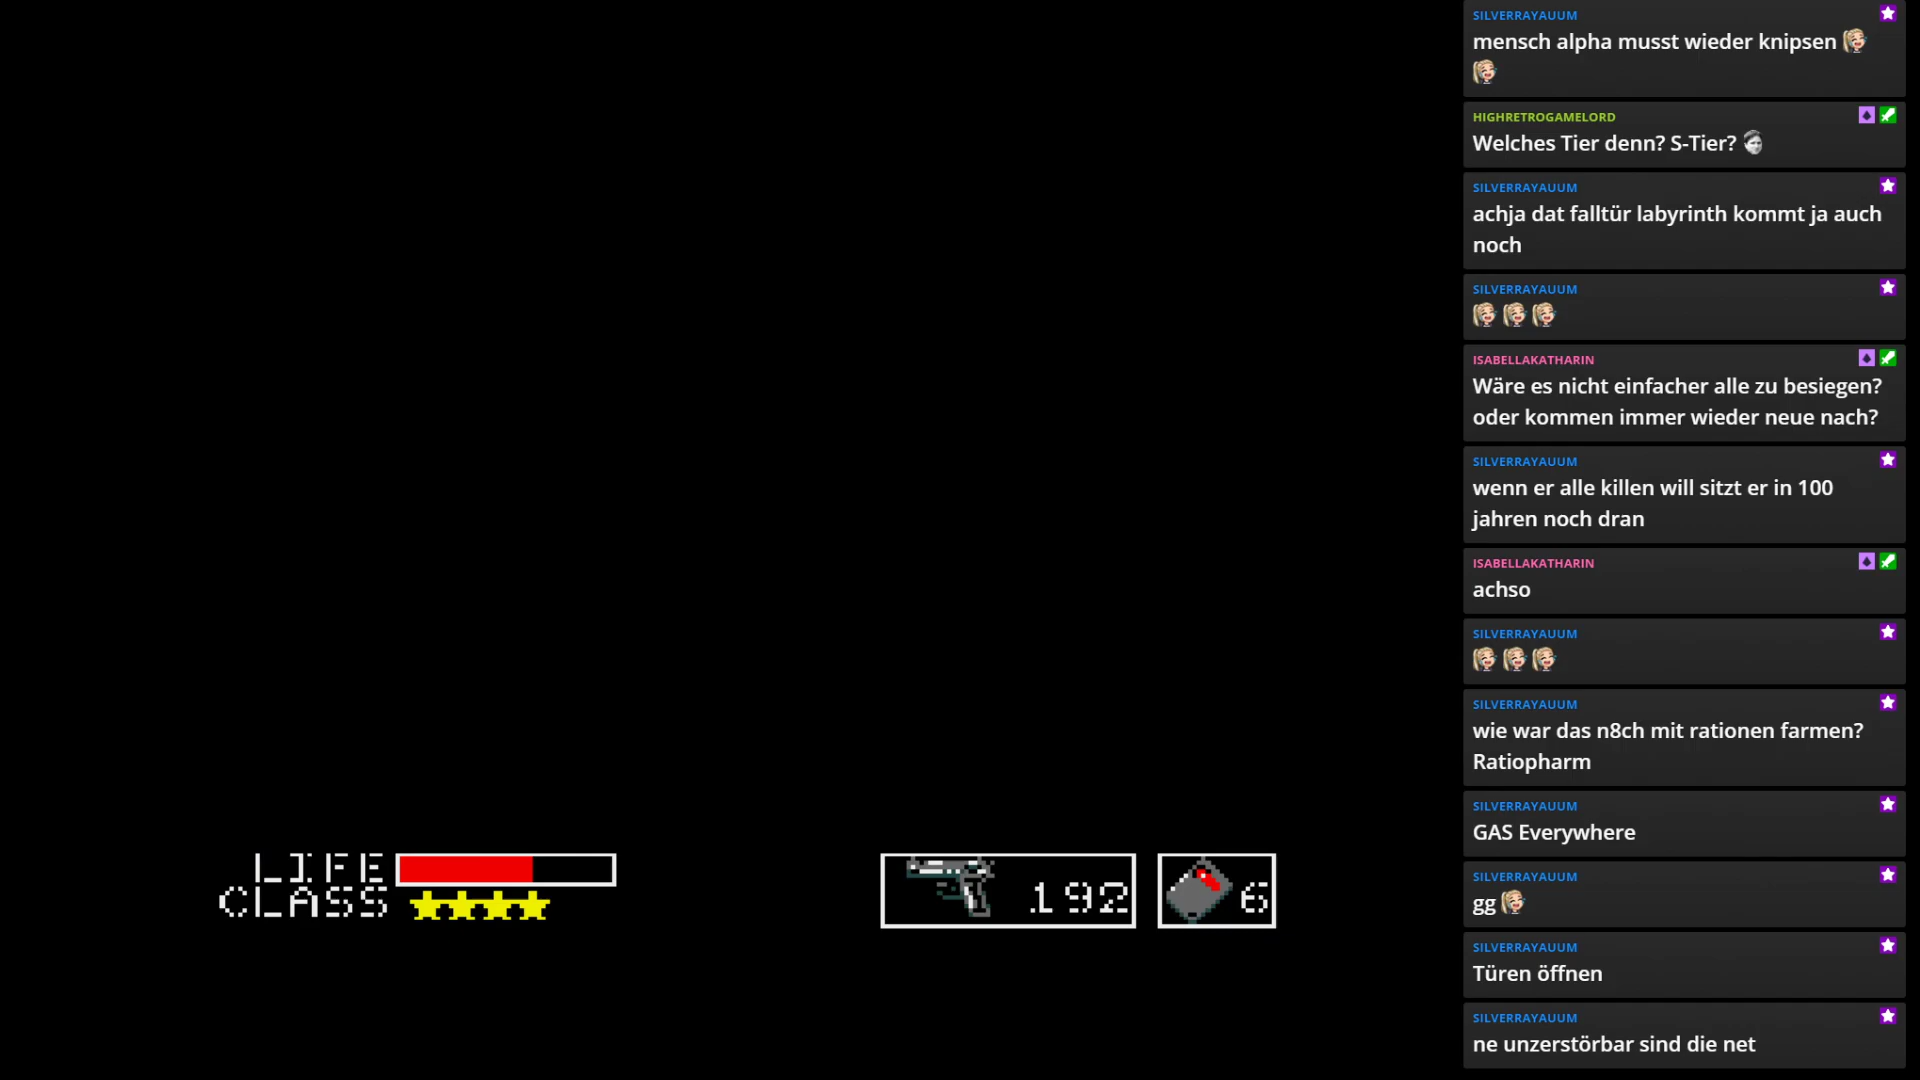 SILVERRAYAUUM
mensch alpha musst wieder knipsen
HIGHRETROGAMELORD
Welches Tier denn? S-Tier?
SILVERRAYAUUM
achja dat falltür labyrinth kommt ja auch
noch
SILVERRAYAUUM
ISABELLAKATHARIN
Wäre es nicht einfacher alle zu besiegen?
oder kommen immer wieder neue nach?
SILVERRAYAUUM
wenn er alle killen will sitzt er in 100
jahren noch dran
ISABELLAKATHARIN
achso
SILVERRAYAUUM
SILVERRAYAUUM
wie war das n8ch mit rationen farmen?
Ratiopharm
SILVERRAYAUUM
GAS Everywhere
SILVERRAYAUUM
gg
SILVERRAYAUUM
Türen öffnen
SILVERRAYAUUM
ne unzerstörbar sind die net
LIFE
CLASS
192
6